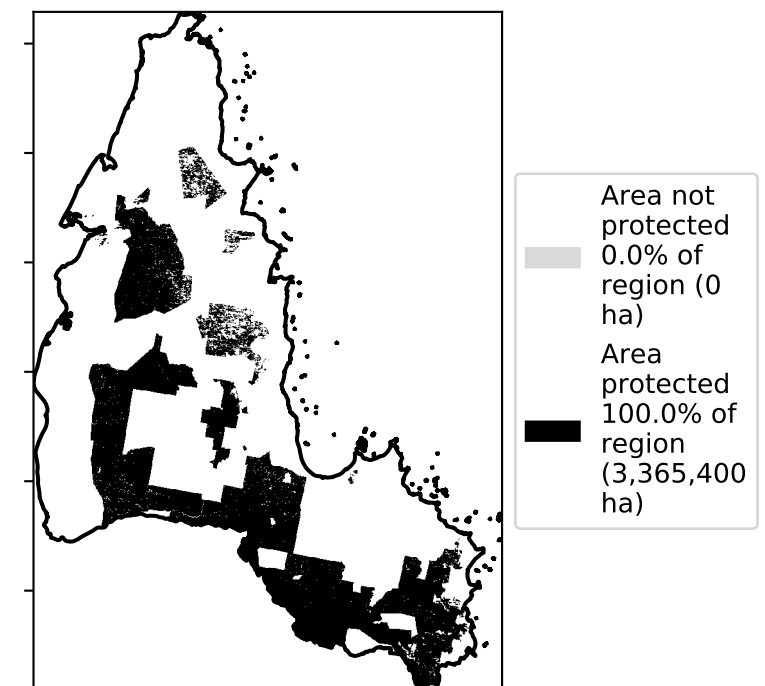 Area not
protected
0.0% of
region (0
ha)
Area
protected
100.0% of
region
(3,365,400
ha)